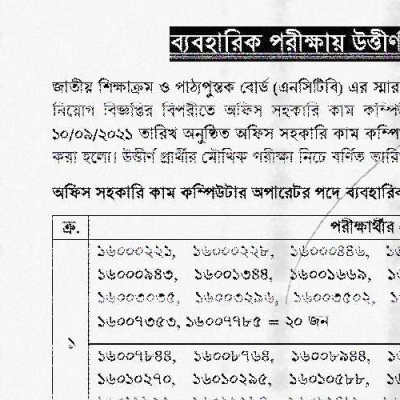 ব্যবহারিক পরীক্ষায় উত্তীর্ণ
জাতীয় শিক্ষাক্রম ও পাঠ্যপুস্তক বোর্ড (এনসিটিবি) এর স্মার
নিয়োগ বিজ্ঞপ্তির বিপরীতে অফিস সহকারি কাম কম্পিউ
১০/০৯/২০২১ তারিখ অনুষ্ঠিত অফিস সহকারি কাম কম্পি
করা হলো। উত্তীর্ণ প্রার্থীর মৌখিক পরীক্ষা নিচে বর্ণিত তারি
অফিস সহকারি কাম কম্পিউটার অপারেটর পদে ব্যবহারিক
ক্র. পরীক্ষার্থীর
১৬০০০২২১, ১৬০০০২২৮, ১৬০০০৪৪৬,
১৬০০০৯৪৩, ১৬০০১৩৪৪, ১৬০০১৬৬৯,
১৬০০৩০৩৫, ১৬০০৩২৯৬, ১৬০০৩৫০২,
১৬০০৭৩৫৩, ১৬০০৭৭৮৫ = ২০ জন
১
১৬০০৭৮৪৪, ১৬০০৮৭৬৪, ১৬০০৮৯৪৪,
১৬০১০২৭০, ১৬০১০২৯৫, ১৬০১০৫৮৮,